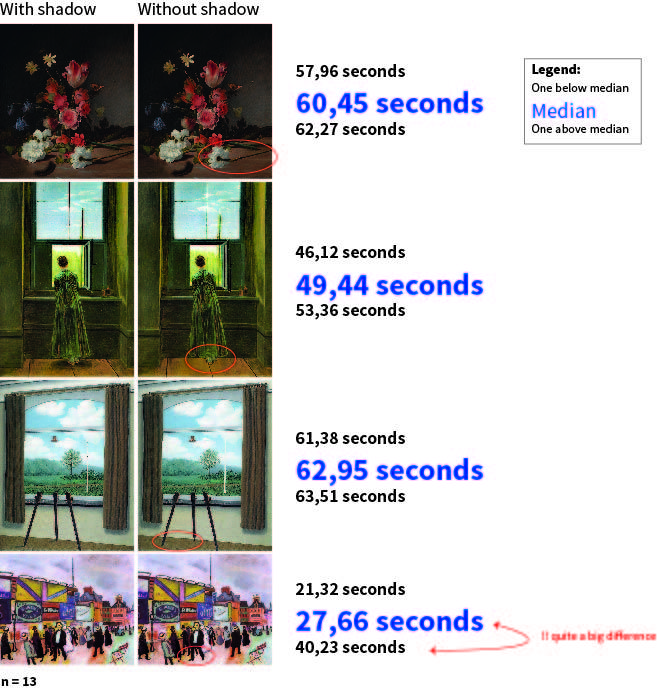 With shadow
Without shadow
57,96 seconds
60,45 seconds
62,27 seconds
Legend:
One below median
Median
One above median
46,12 seconds
49,44 seconds
53,36 seconds
61,38 seconds
62,95 seconds
63,51 seconds
21,32 seconds
27,66 seconds
40,23 seconds
!! quite a big difference
n = 13